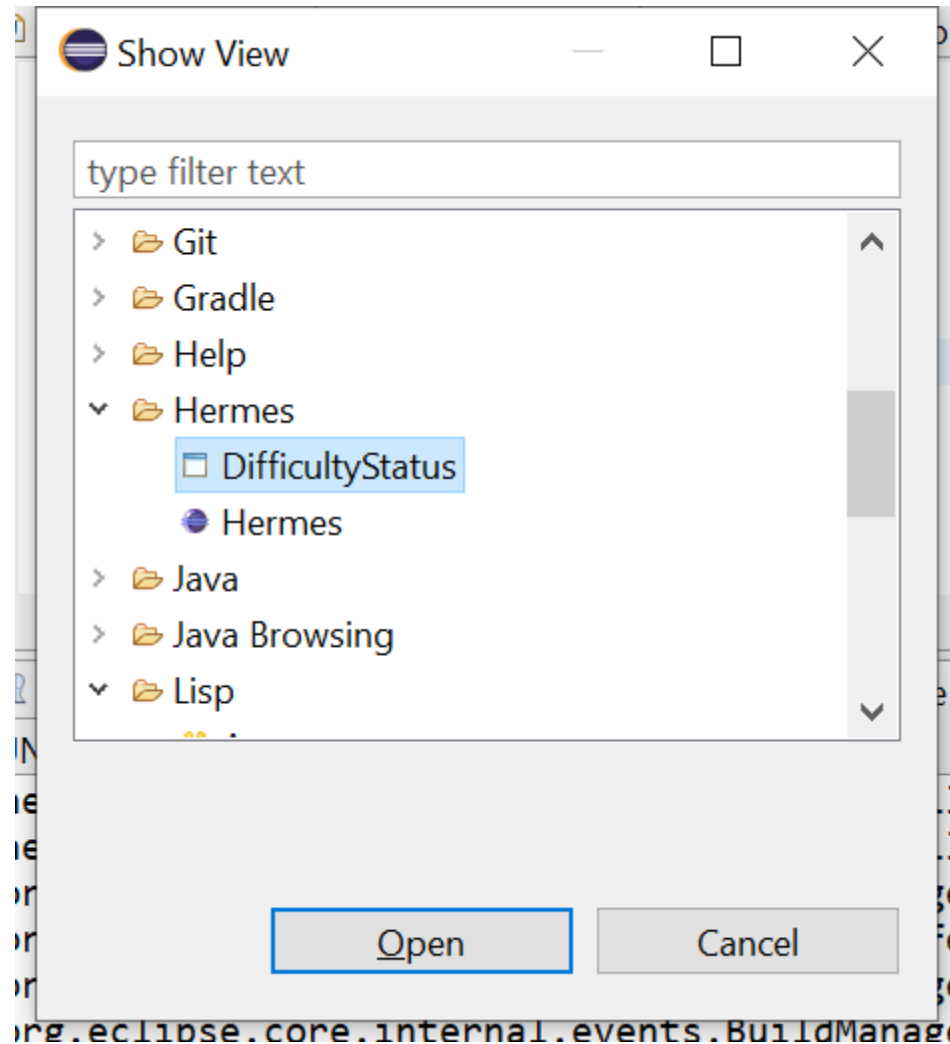 Show View
type filter text
Git
Gradle
Help
Hermes
DifficultyStatus
Hermes
Java
Java Browsing
Lisp
Open
Cancel
org.eclipse.core.internal.events.BuildManage